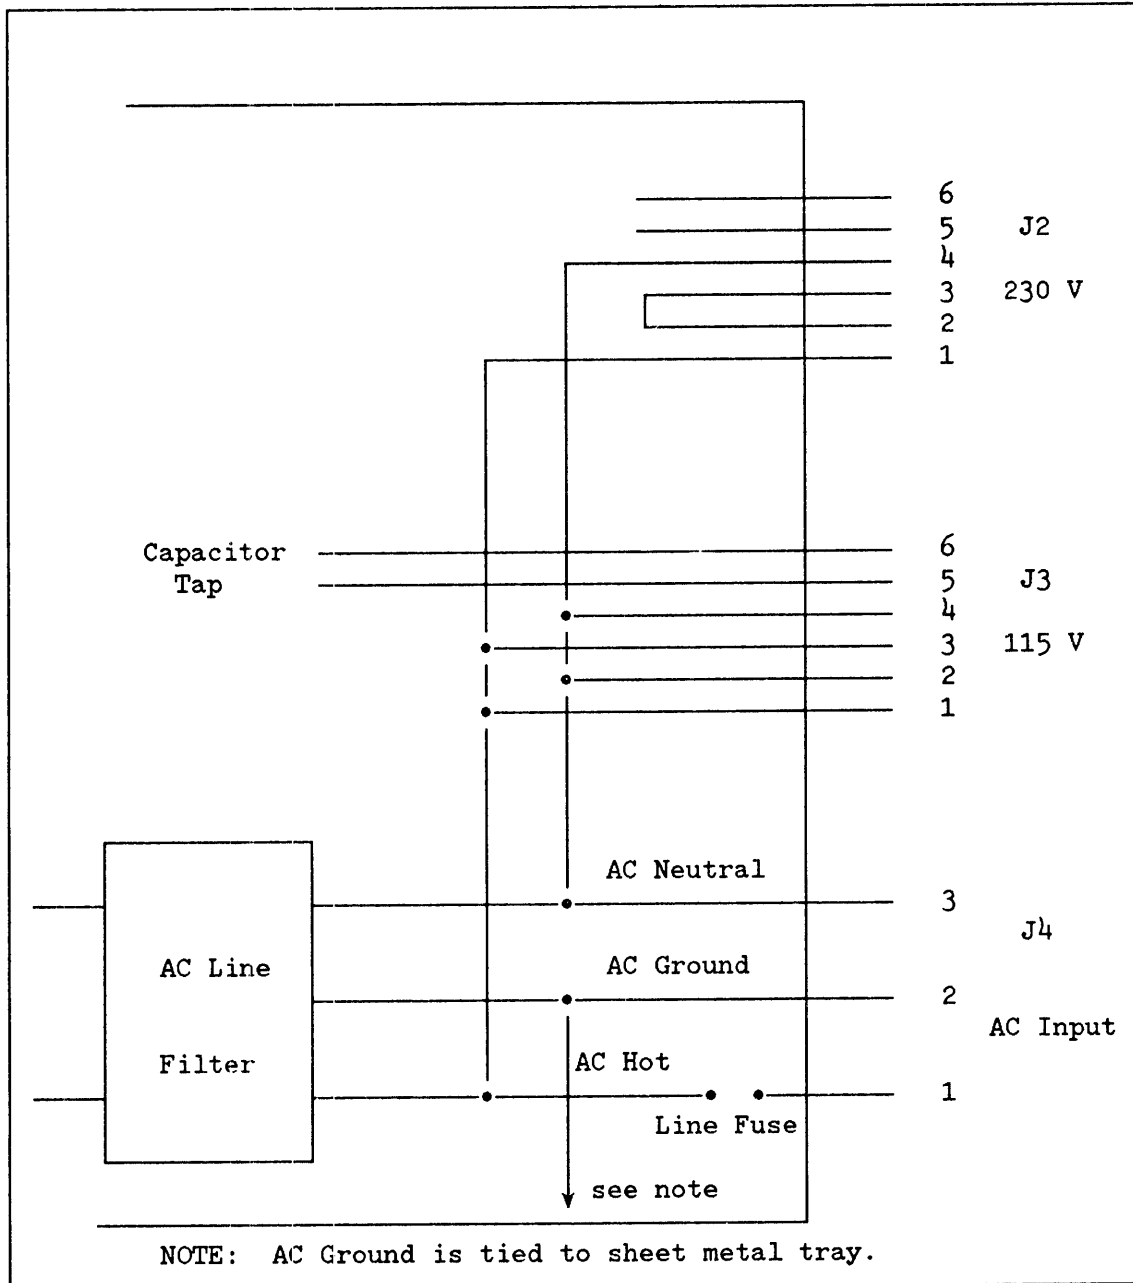 6
5 J2
4
3 230 V
2
1
Capacitor
Tap
6
5 J3
4
3 115 V
2
1
AC Neutral
3
J4
AC Line
AC Ground
2
AC Input
Filter
AC Hot
1
Line Fuse
see note
NOTE: AC Ground is tied to sheet metal tray.